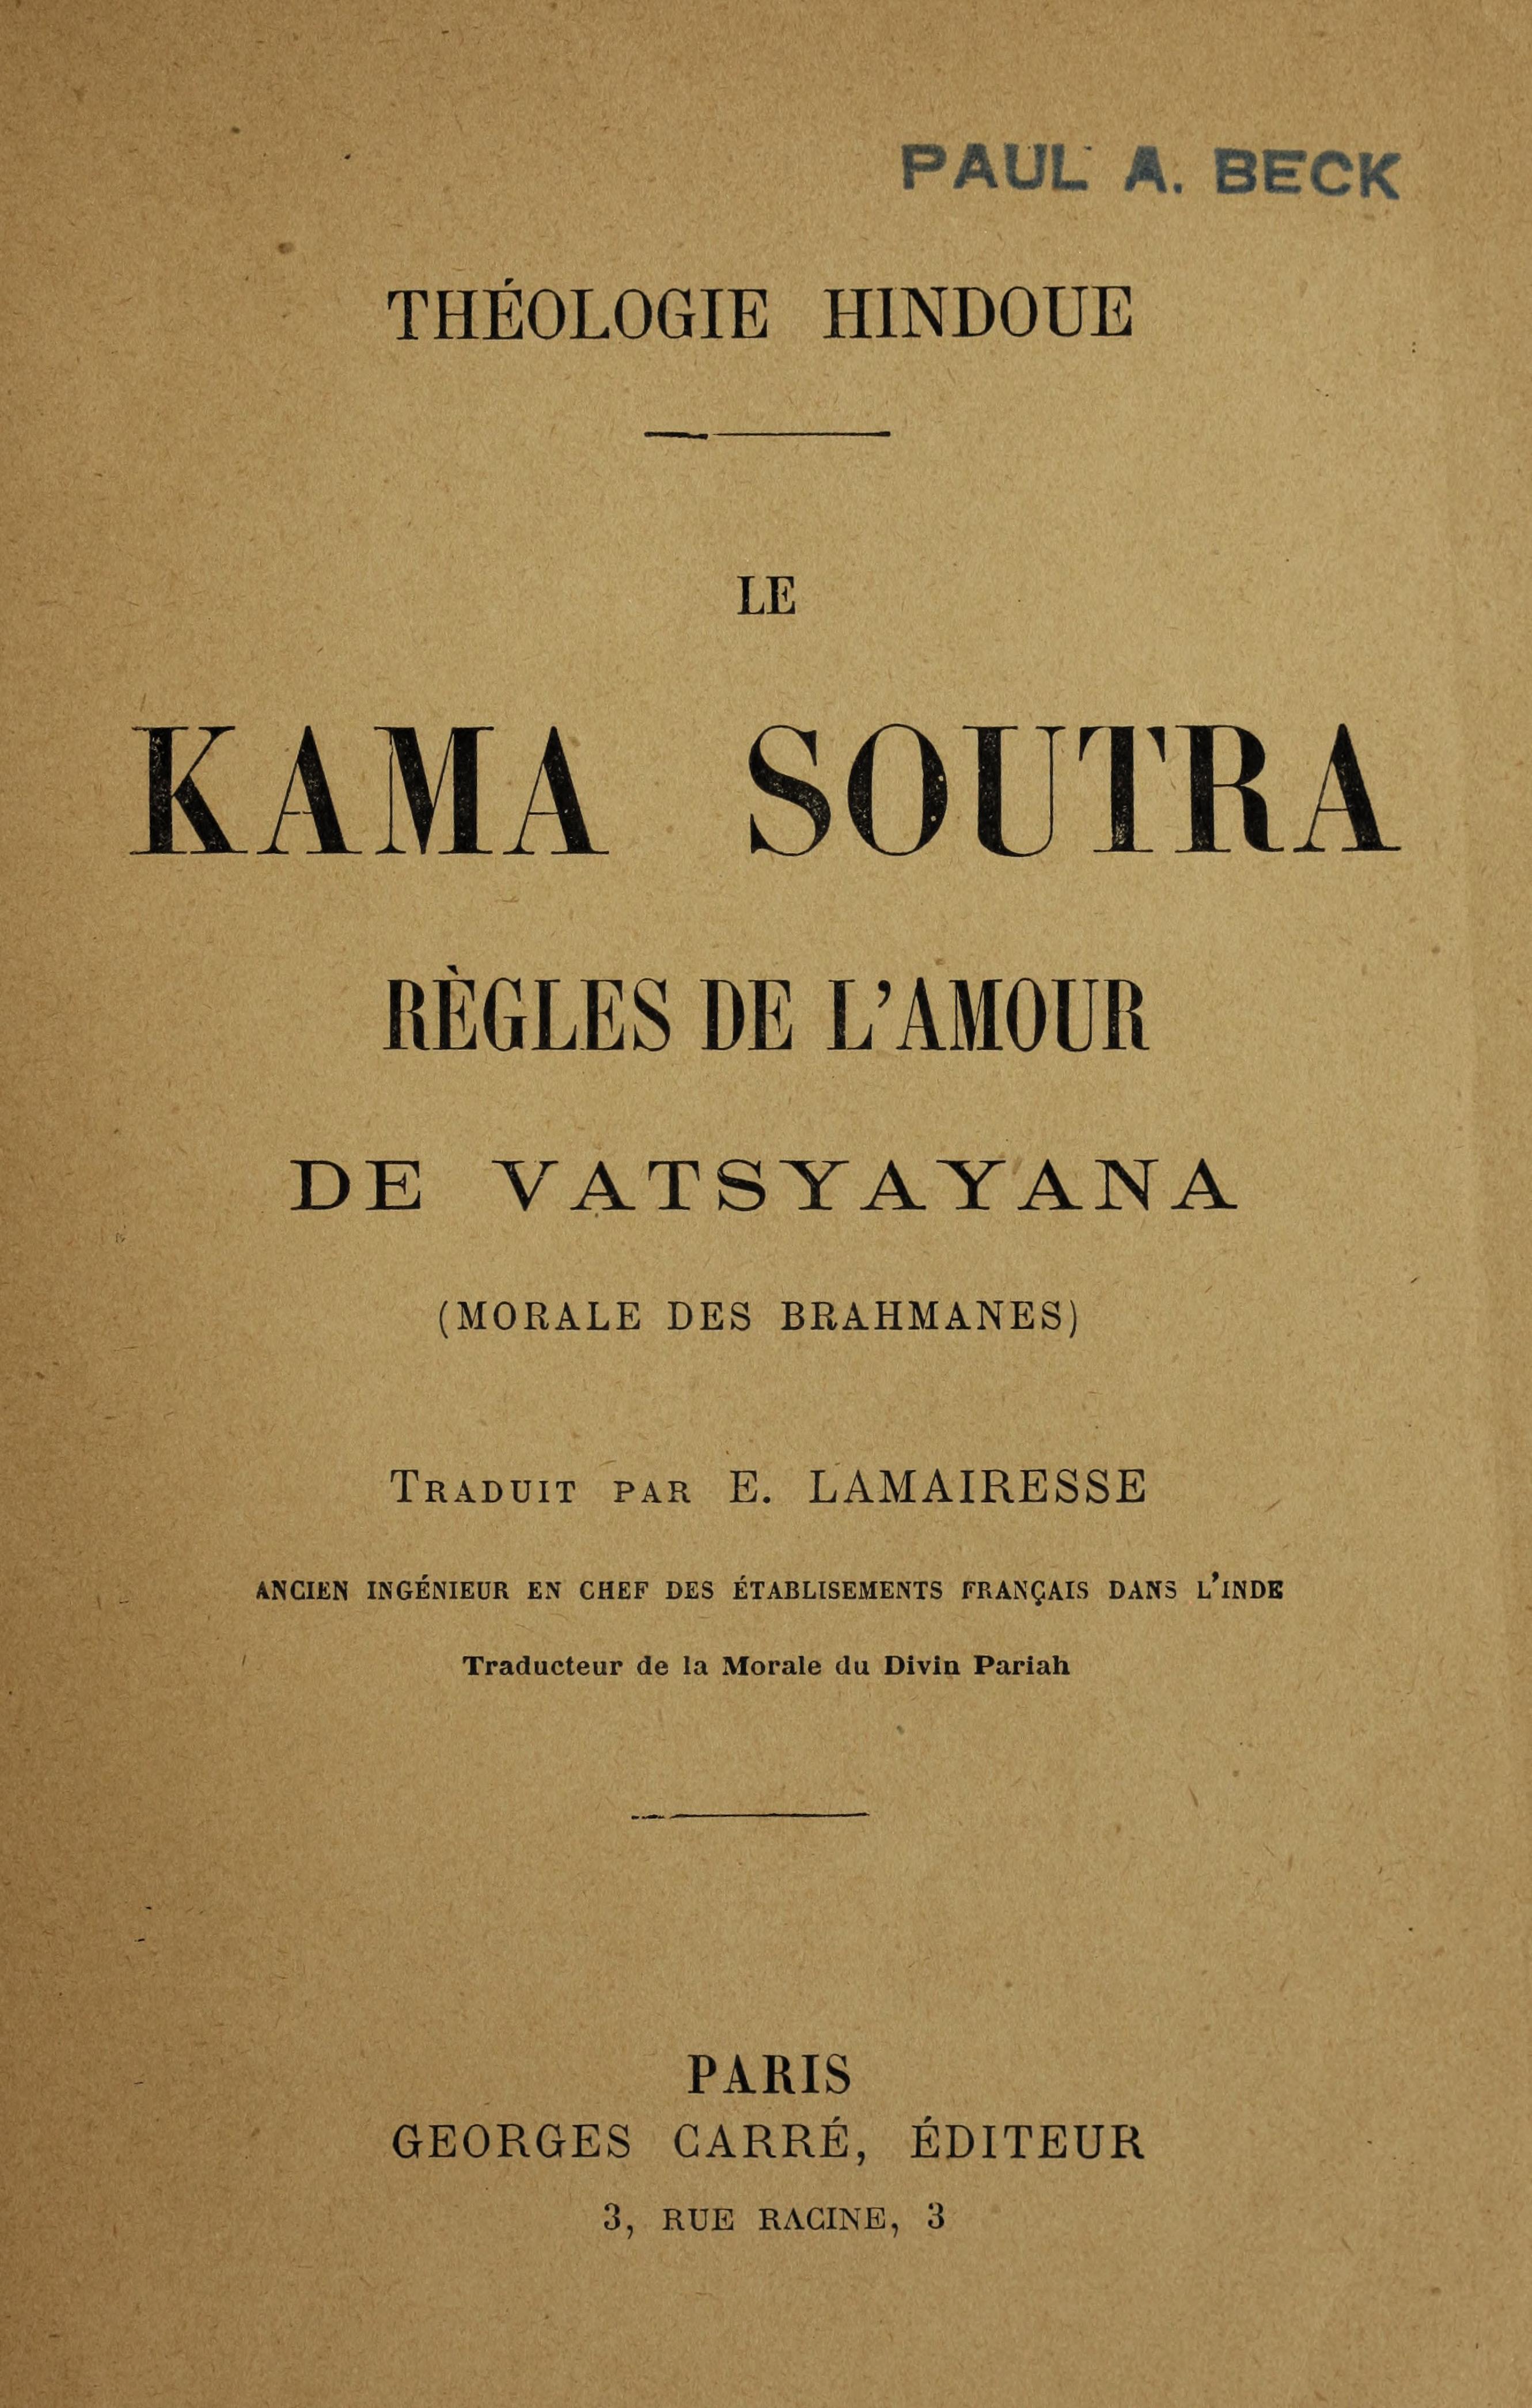 PAUL A. BECK
THÉOLOGIE HINDOUE
LE
KAMA SOUTRA
RÈGLES DE L'AMOUR
DE VATSYAYANA
(MORALE DES BRAHMANES)
TRADUIT PAR E. LAMAIRESSE
ANCIEN INGÉNIEUR EN CHEF DES ÉTABLISEMENTS FRANÇAIS DANS L'INDE
Traducteur de la Morale du Divin Pariah
PARIS
GEORGES CARRÉ, ÉDITEUR
3, RUE RACINE, 3